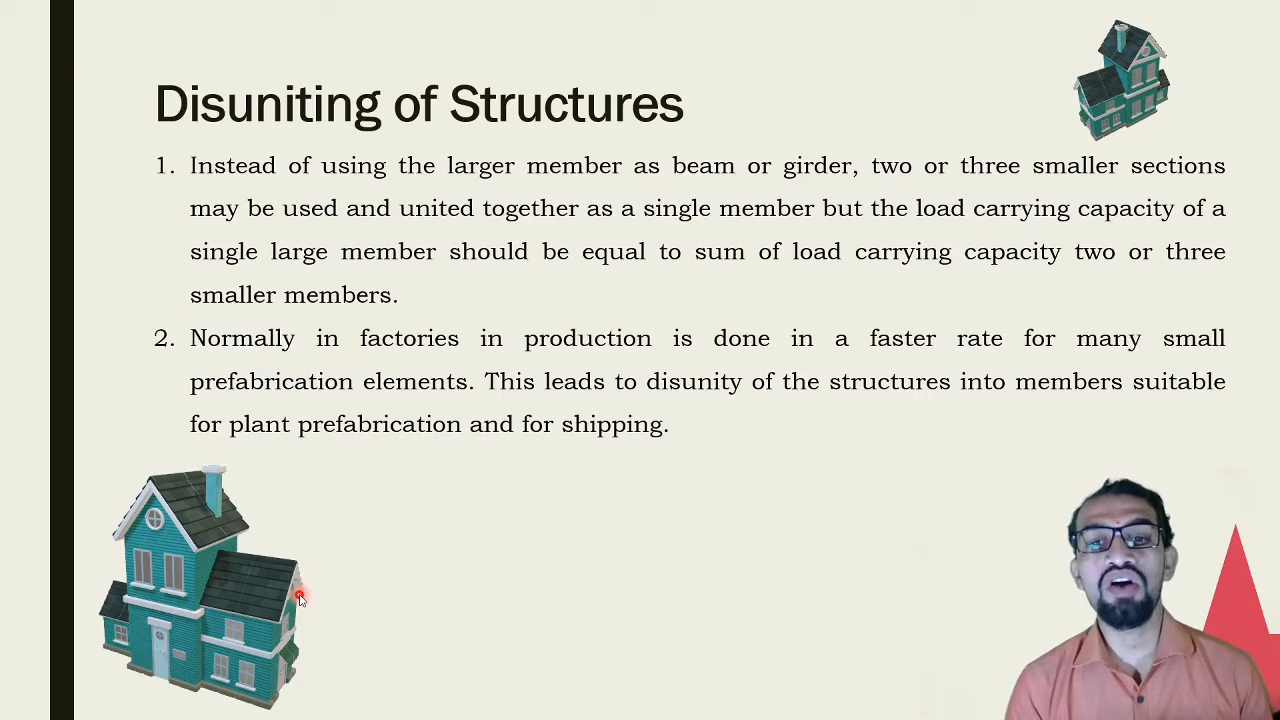 Disuniting of Structures
1. Instead of using the larger member as beam or girder, two or three smaller sections
may be used and united together as a single member but the load carrying capacity of a
single large member should be equal to sum of load carrying capacity two or three
smaller members.
2. Normally in factories in production is done in a faster rate for many small
prefabrication elements. This leads to disunity of the structures into members suitable
for plant prefabrication and for shipping.